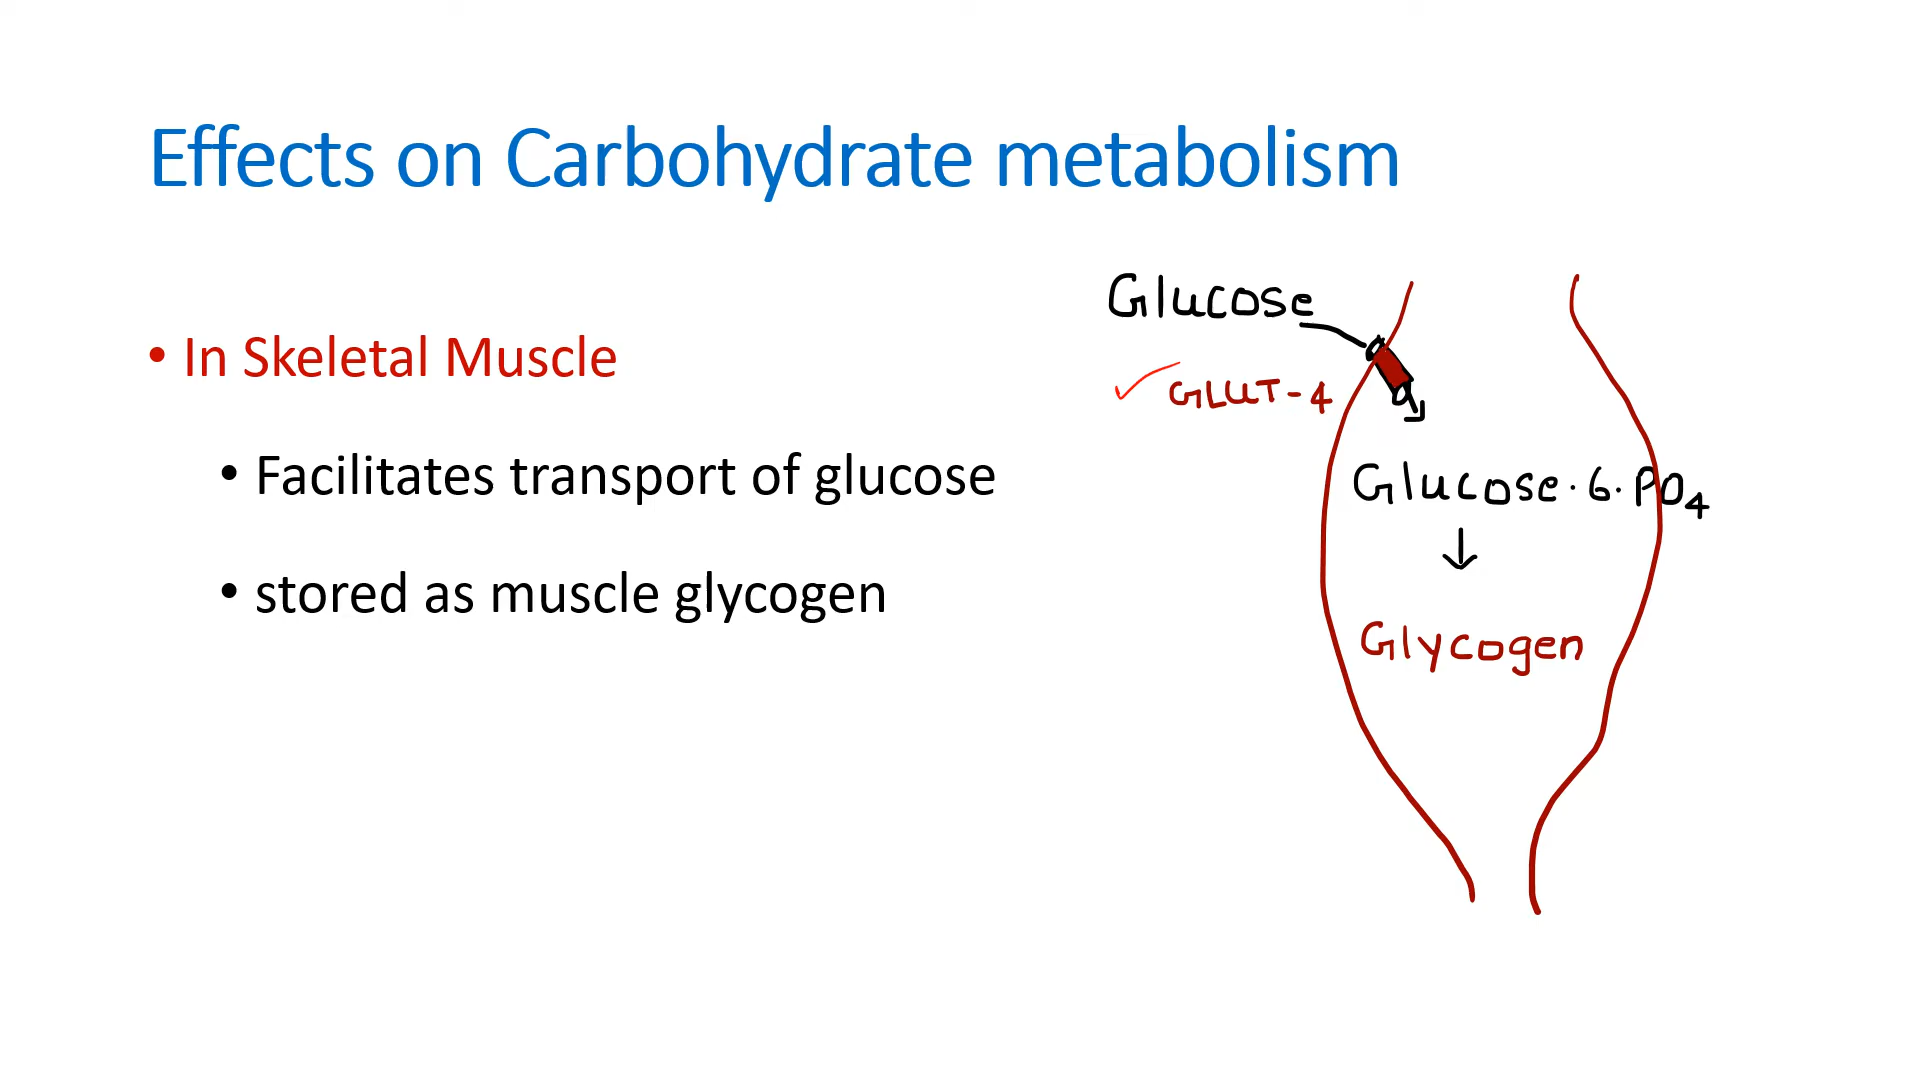 Effects on Carbohydrate metabolism
• In Skeletal Muscle
• Facilitates transport of glucose
• stored as muscle glycogen
Glucose
✓ GLUT-4
Glucose·6·PO₄
↓
Glycogen